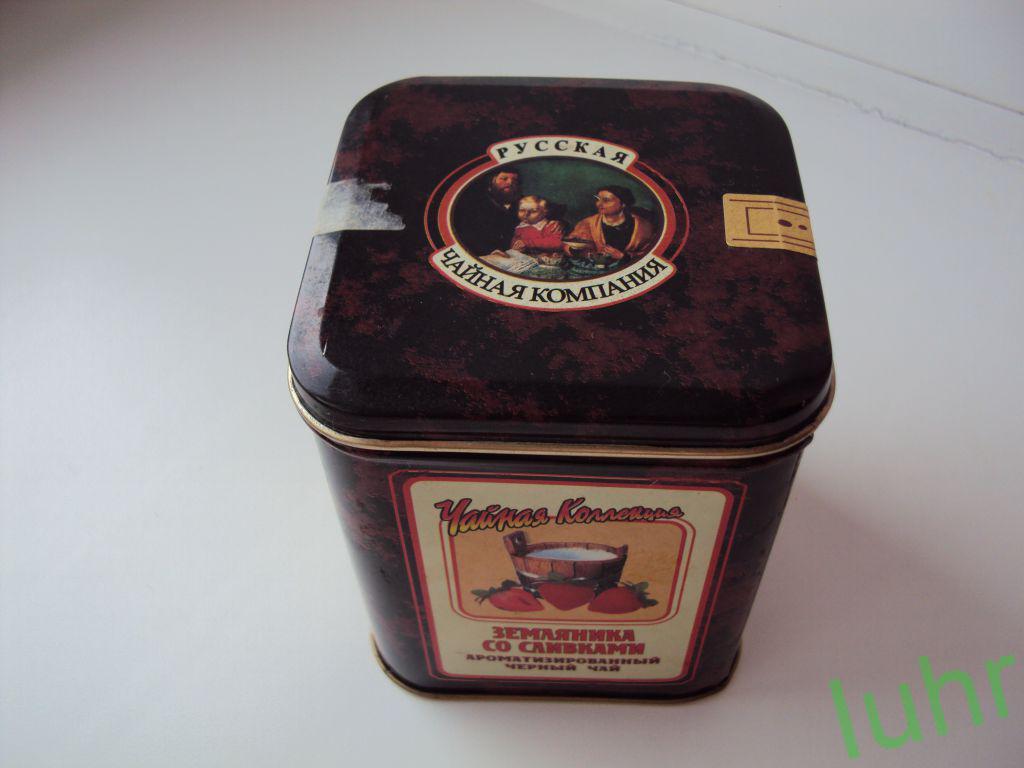 РУССКАЯ
ЧАЙНАЯ КОМПАНИЯ
Чайная Коллекция
ЗЕМЛЯНИКА
СО СЛИВКАМИ
АРОМАТИЗИРОВАННЫЙ
ЧЕРНЫЙ ЧАЙ
luhr